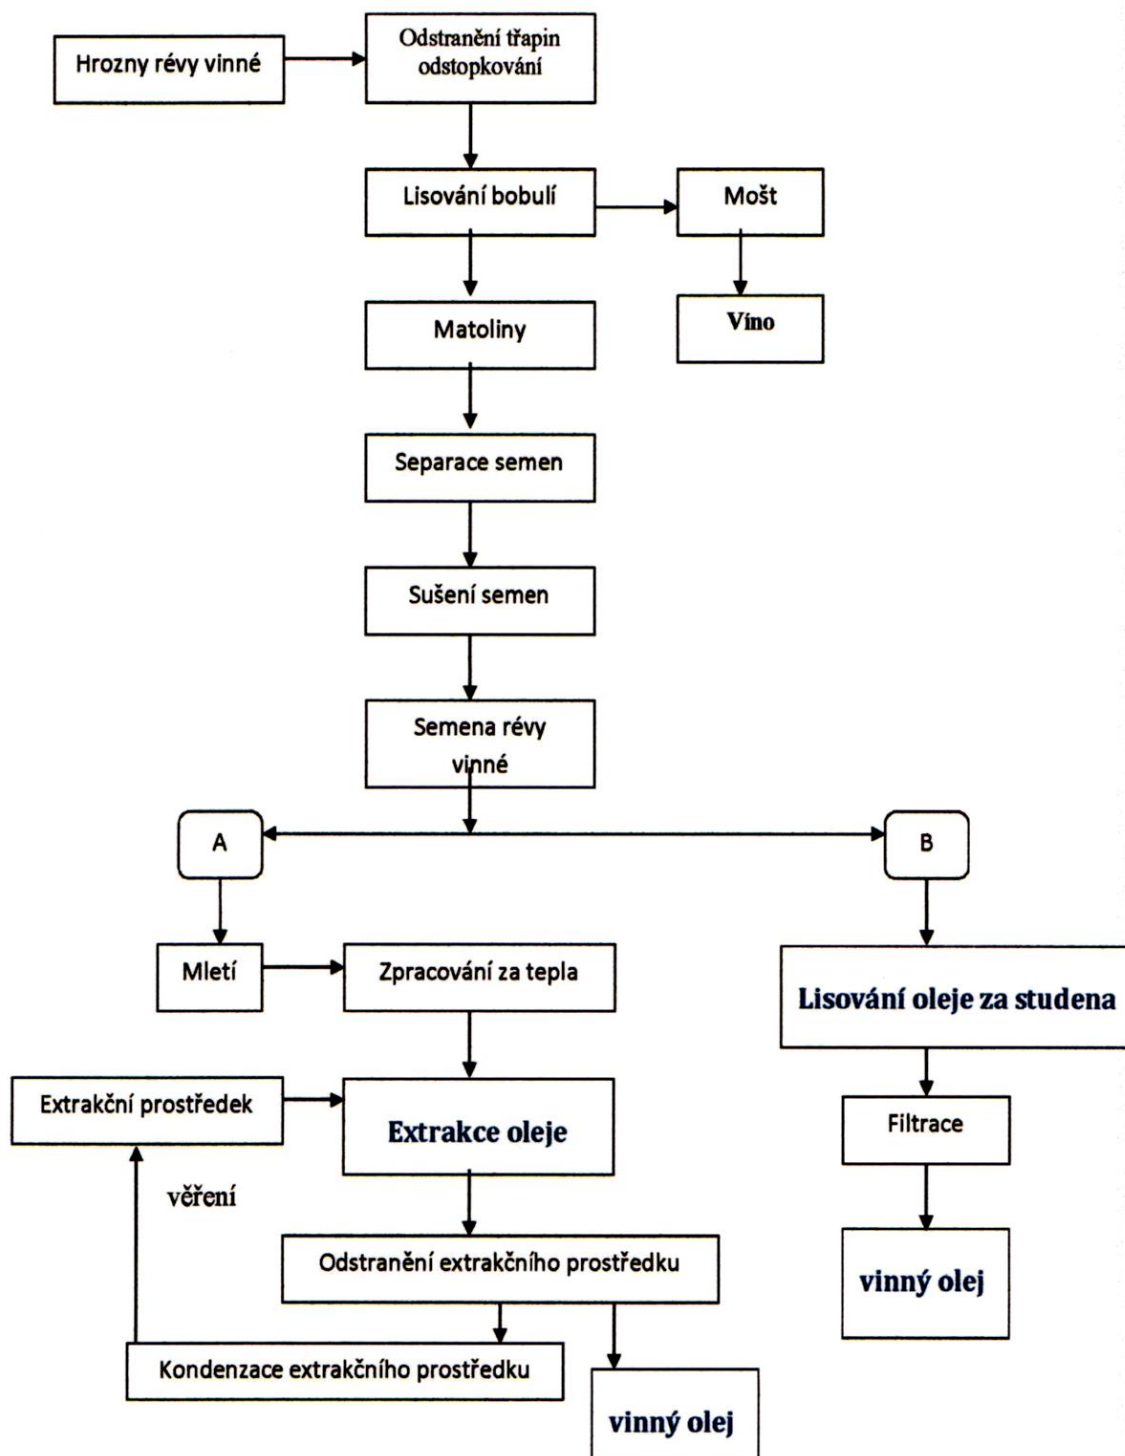 Hrozny révy vinné
Odstranění třapin
odstopkování
Lisování bobulí
Mošt
Víno
Matoliny
Separace semen
Sušení semen
Semena révy
vinné
A
B
Mletí
Zpracování za tepla
Lisování oleje za studena
Extrakční prostředek
Extrakce oleje
Filtrace
věření
Odstranění extrakčního prostředku
vinný olej
Kondenzace extrakčního prostředku
vinný olej